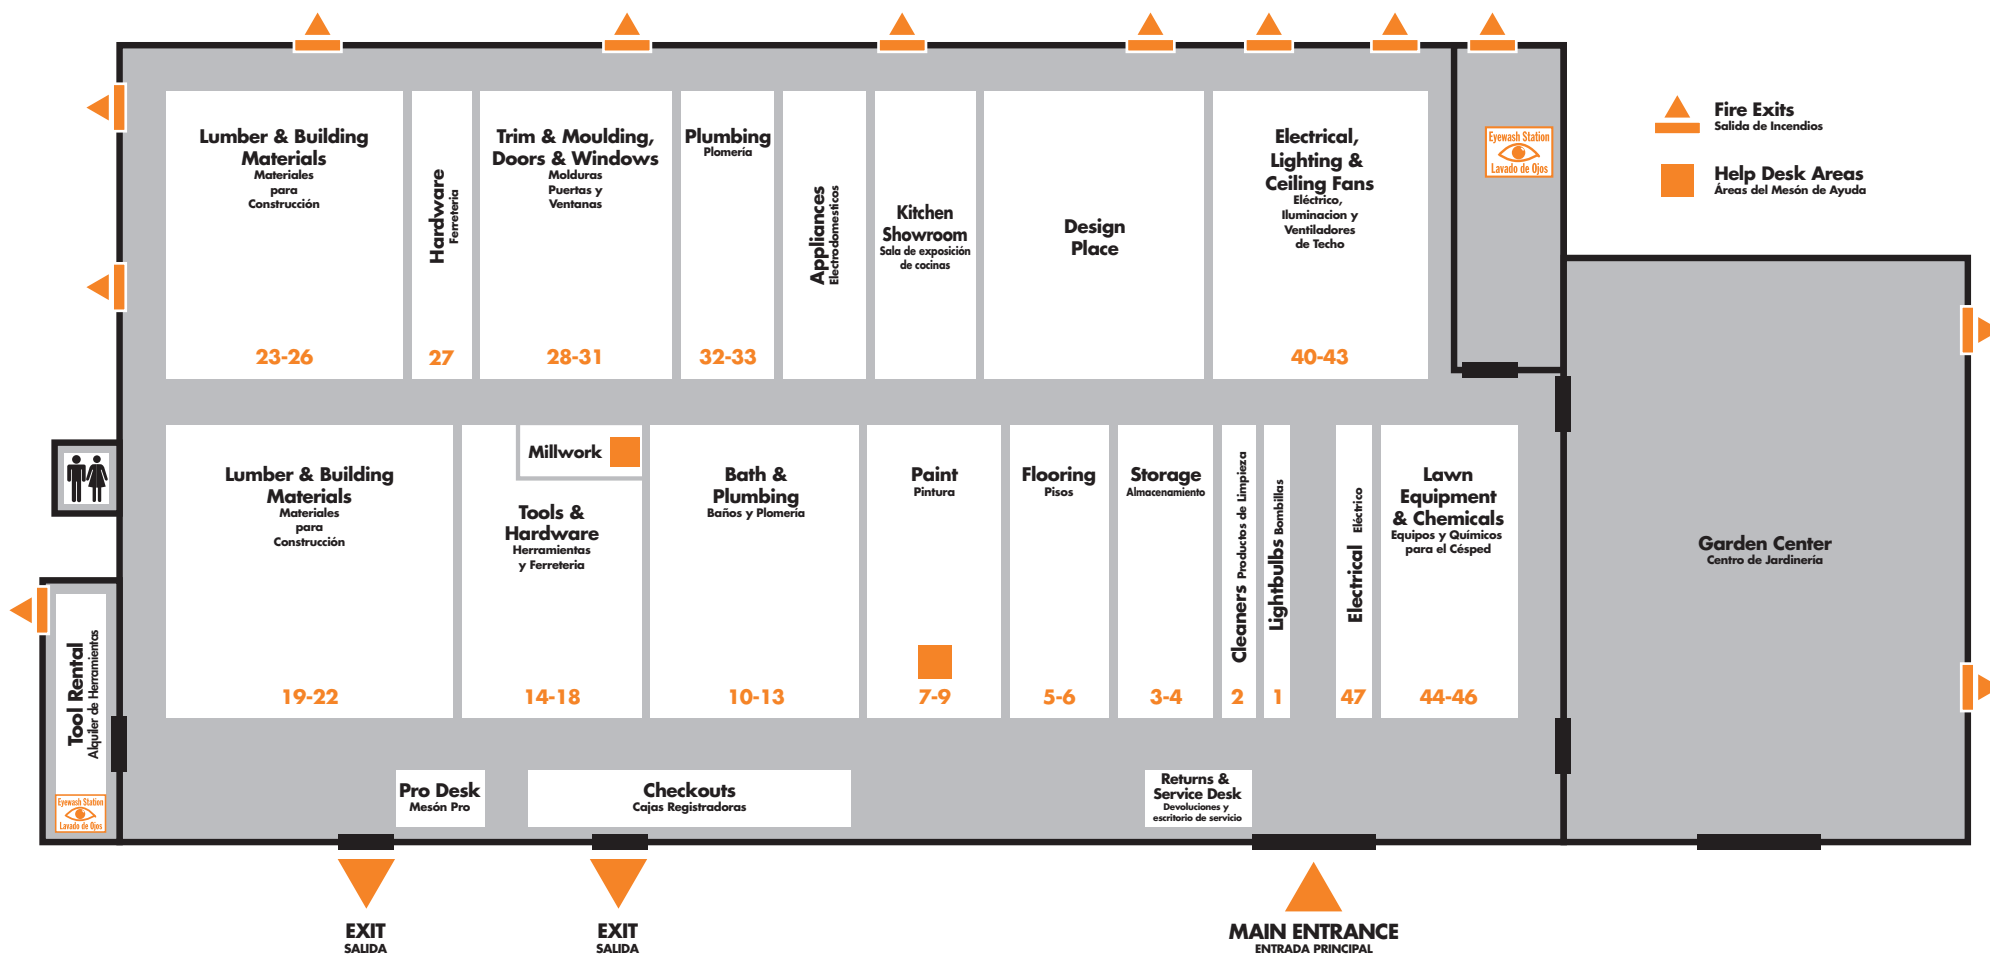 Fire Exits
Salida de Incendios
Help Desk Areas
Áreas del Mesón de Ayuda
Eyewash Station
Lavado de Ojos
Lumber & Building
Materials
Materiales
para
Construcción
23-26
Hardware
Ferreteria
27
Trim & Moulding,
Doors & Windows
Molduras
Puertas y
Ventanas
28-31
Plumbing
Plomería
32-33
Appliances
Electrodomesticos
Kitchen
Showroom
Sala de exposición
de cocinas
Design
Place
Electrical,
Lighting &
Ceiling Fans
Eléctrico,
Iluminacion y
Ventiladores
de Techo
40-43
Lumber & Building
Materials
Materiales
para
Construcción
19-22
Millwork
Tools &
Hardware
Herramientas
y Ferreteria
14-18
Bath &
Plumbing
Baños y Plomería
10-13
Paint
Pintura
7-9
Flooring
Pisos
5-6
Storage
Almacenamiento
3-4
Cleaners Productos de Limpieza
2
Lightbulbs Bombillas
1
Electrical Eléctrico
47
Lawn
Equipment
& Chemicals
Equipos y Químicos
para el Césped
44-46
Garden Center
Centro de Jardinería
Tool Rental
Alquiler de Herramientas
Eyewash Station
Lavado de Ojos
Pro Desk
Mesón Pro
Checkouts
Cajas Registradoras
Returns &
Service Desk
Devoluciones y
escritorio de servicio
EXIT
SALIDA
EXIT
SALIDA
MAIN ENTRANCE
ENTRADA PRINCIPAL